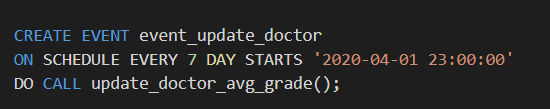 CREATE EVENT event_update_doctor
ON SCHEDULE EVERY 7 DAY STARTS '2020-04-01 23:00:00'
DO CALL update_doctor_avg_grade();